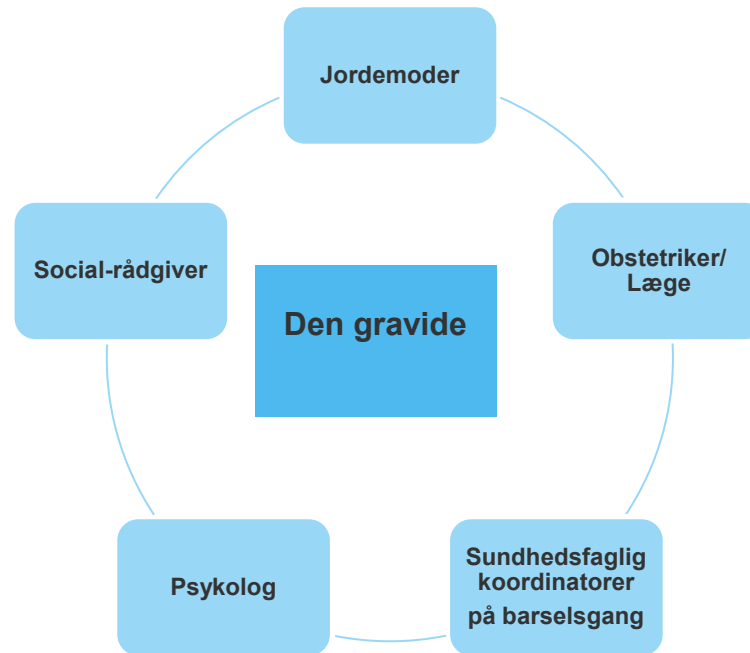 Jordemoder
Obstetriker/
Læge
Social-rådgiver
Den gravide
Sundhedsfaglig
koordinatorer
på barselsgang
Psykolog